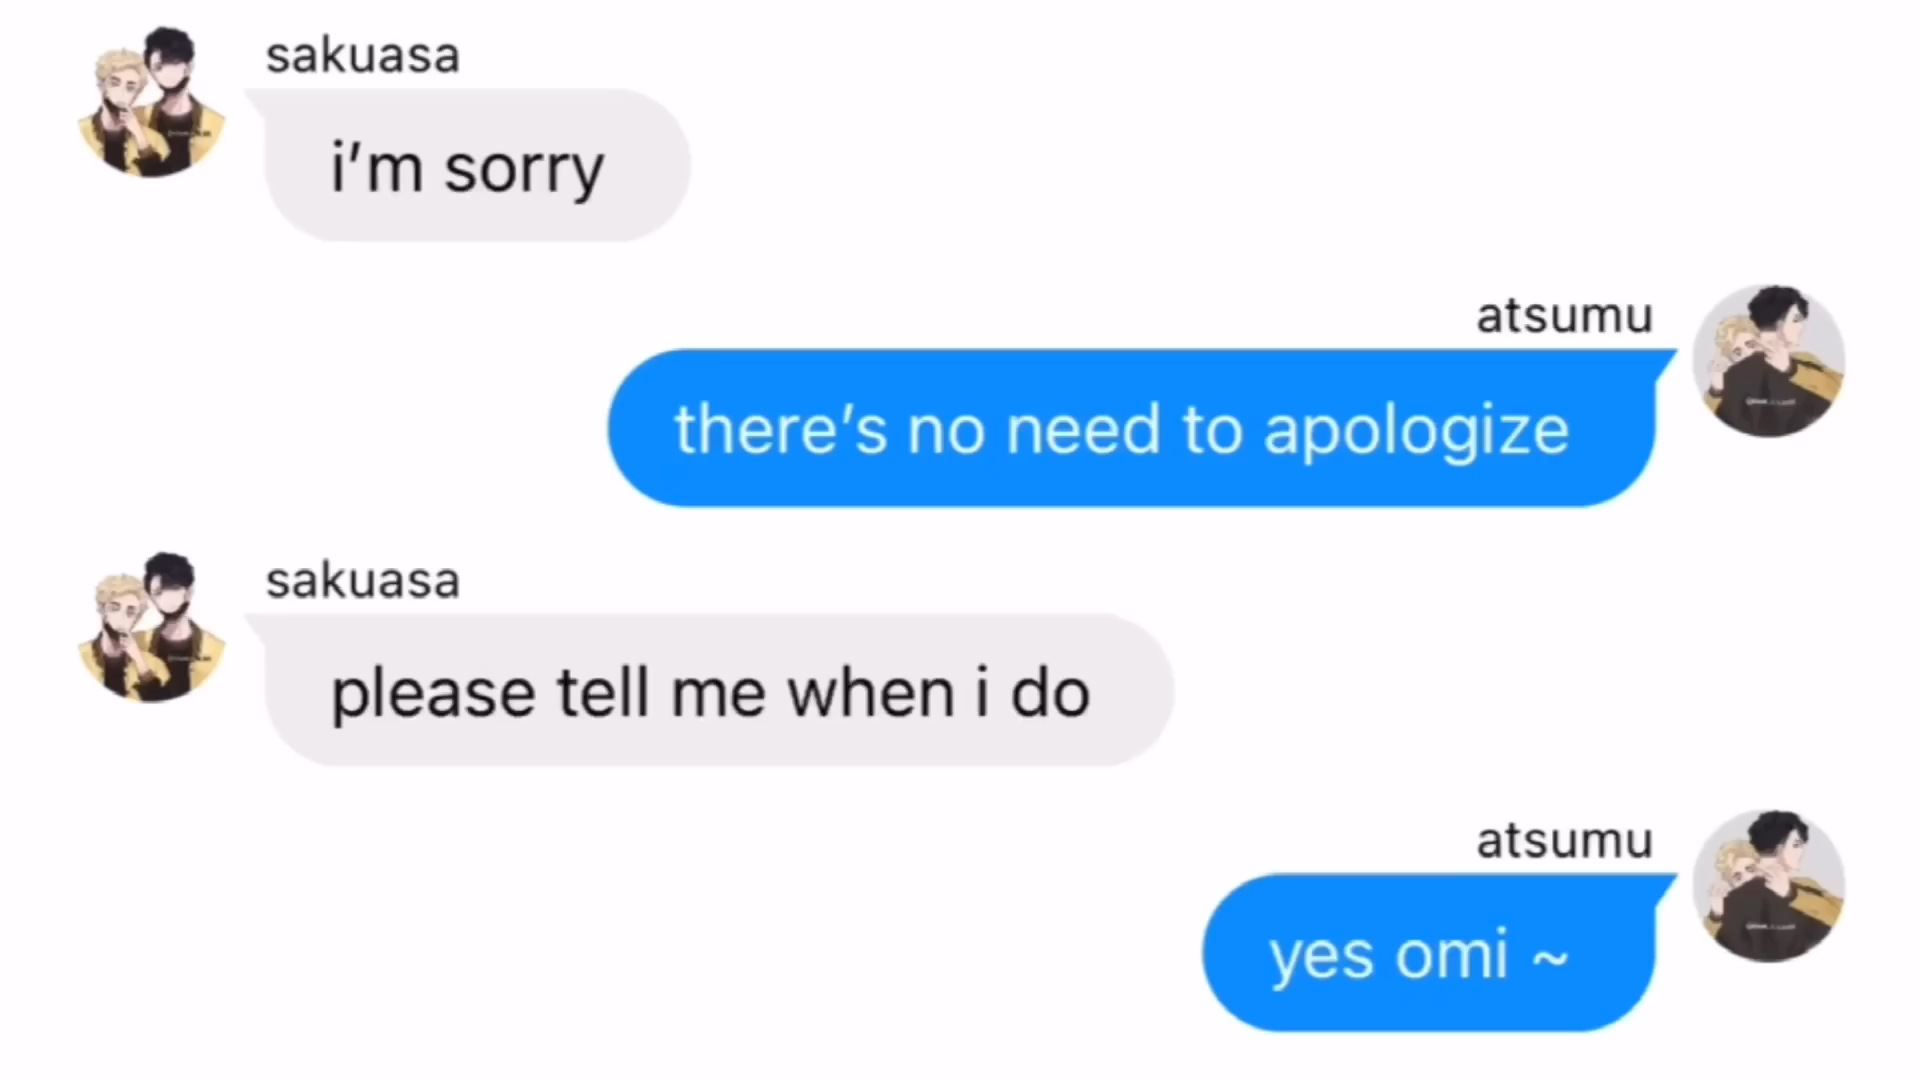 sakuasa
i’m sorry
atsumu
there’s no need to apologize
sakuasa
please tell me when i do
atsumu
yes omi ~